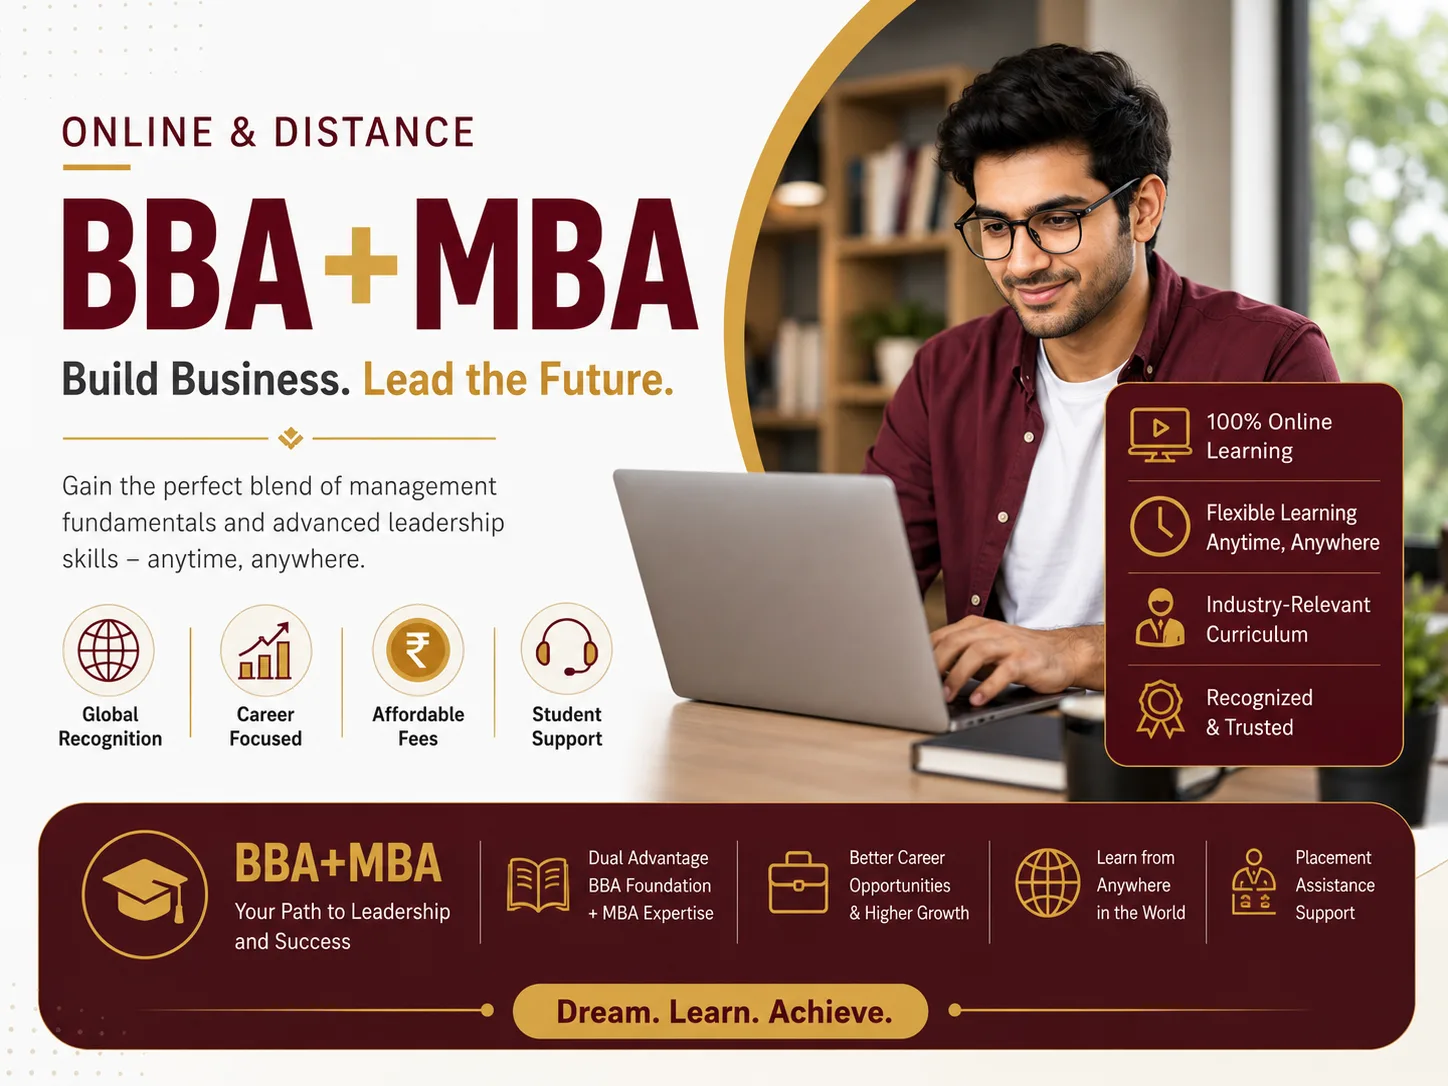 ONLINE & DISTANCE
BBA+MBA
Build Business. Lead the Future.
Gain the perfect blend of management
fundamentals and advanced leadership
skills – anytime, anywhere.
Global
Recognition
Career
Focused
₹
Affordable
Fees
Student
Support
100% Online
Learning
Flexible Learning
Anytime, Anywhere
Industry-Relevant
Curriculum
Recognized
& Trusted
BBA+MBA
Your Path to Leadership
and Success
Dual Advantage
BBA Foundation
+ MBA Expertise
Better Career
Opportunities
& Higher Growth
Learn from
Anywhere
in the World
Placement
Assistance
Support
Dream. Learn. Achieve.